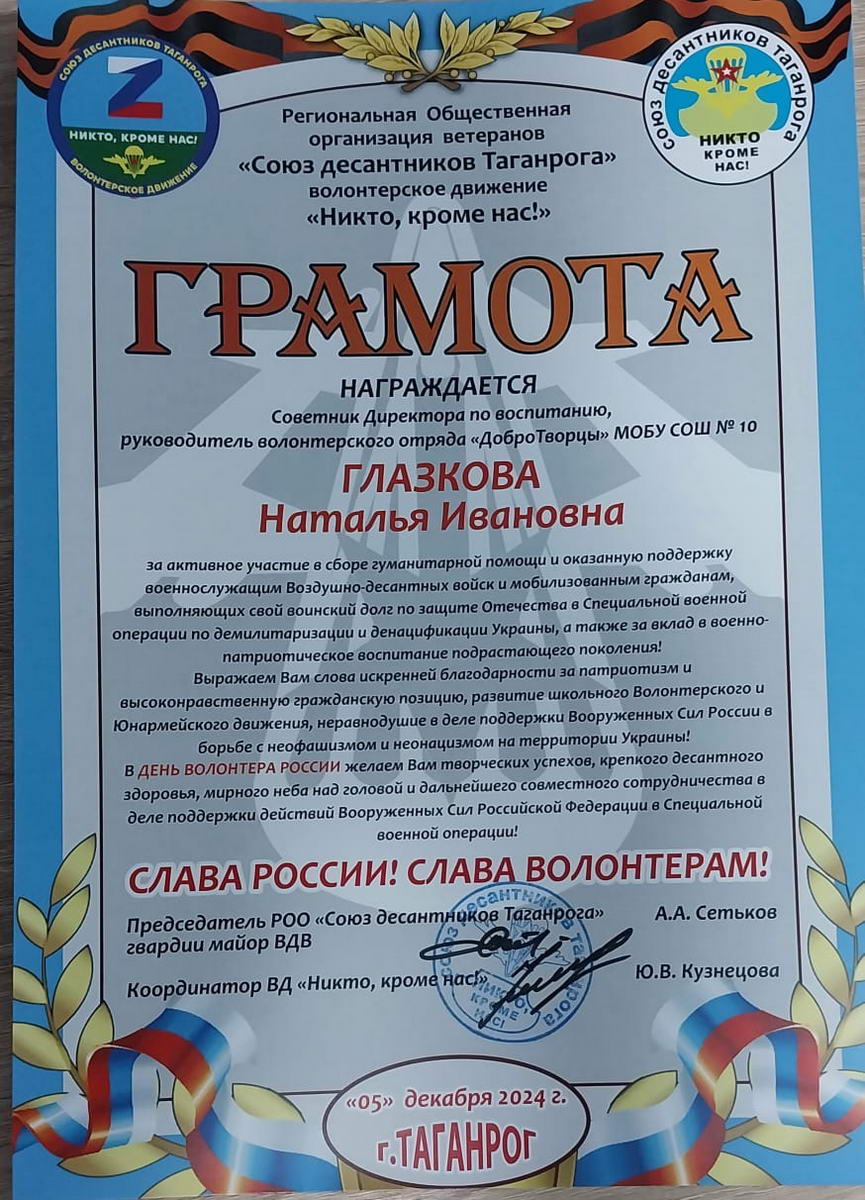 СОЮЗ ДЕСАНТНИКОВ ТАГАНРОГА
Z
НИКТО, КРОМЕ НАС!
ВОЛОНТЕРСКОЕ ДВИЖЕНИЕ
союз десантников таганрога
НИКТО
КРОМЕ
НАС!
Региональная Общественная
организация ветеранов
«Союз десантников Таганрога»
волонтерское движение
«Никто, кроме нас!»
ГРАМОТА
НАГРАЖДАЕТСЯ
Советник Директора по воспитанию,
руководитель волонтерского отряда «ДоброТворцы» МОБУ СОШ № 10
ГЛАЗКОВА
Наталья Ивановна
за активное участие в сборе гуманитарной помощи и оказанную поддержку
военнослужащим Воздушно-десантных войск и мобилизованным гражданам,
выполняющих свой воинский долг по защите Отечества в Специальной военной
операции по демилитаризации и денацификации Украины, а также за вклад в военно-
патриотическое воспитание подрастающего поколения!
Выражаем Вам слова искренней благодарности за патриотизм и
высоконравственную гражданскую позицию, развитие школьного Волонтерского и
Юнармейского движения, неравнодушие в деле поддержки Вооруженных Сил России в
борьбе с неофашизмом и неонацизмом на территории Украины!
В ДЕНЬ ВОЛОНТЕРА РОССИИ желаем Вам творческих успехов, крепкого десантного
здоровья, мирного неба над головой и дальнейшего совместного сотрудничества в
деле поддержки действий Вооруженных Сил Российской Федерации в Специальной
военной операции!
СЛАВА РОССИИ! СЛАВА ВОЛОНТЕРАМ!
Председатель РОО «Союз десантников Таганрога» А.А. Сетьков
гвардии майор ВДВ
Координатор ВД «Никто, кроме нас!» Ю.В. Кузнецова
союз десантников таганрога
НИКТО,
КРОМЕ
НАС!
«05» декабря 2024 г.
г.ТАГАНРОГ